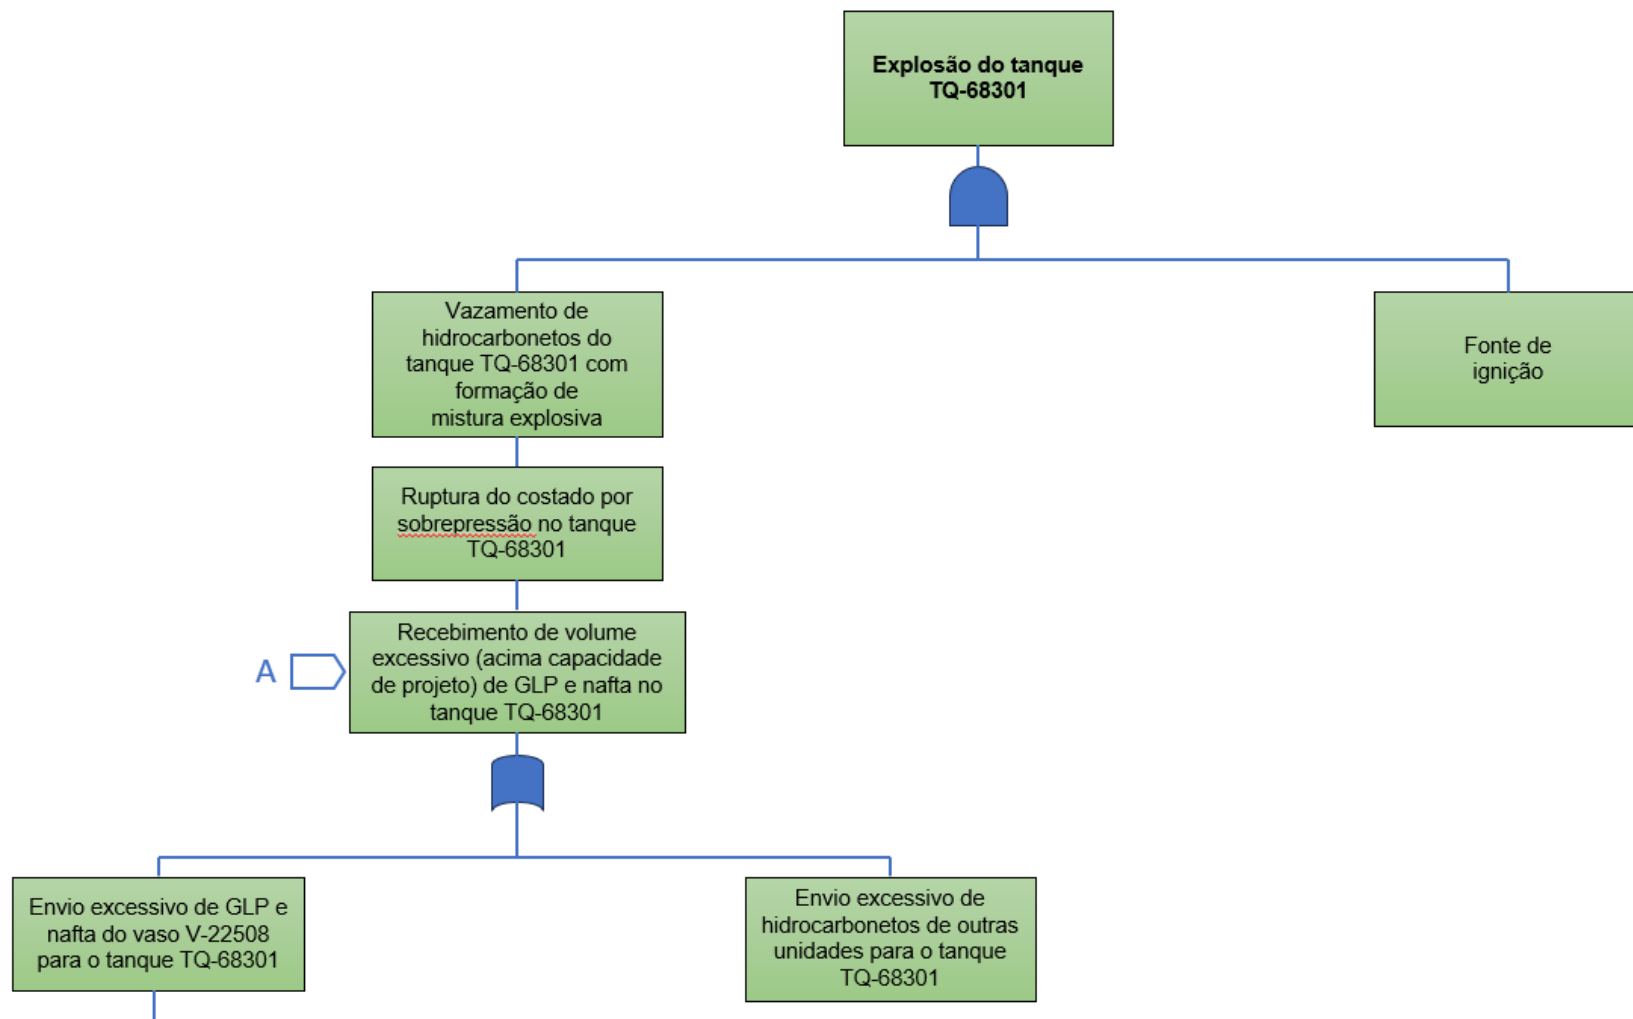 Explosão do tanque
TQ-68301
Vazamento de
hidrocarbonetos do
tanque TQ-68301 com
formação de
mistura explosiva
Fonte de
ignição
Ruptura do costado por
sobrepressão no tanque
TQ-68301
A
Recebimento de volume
excessivo (acima capacidade
de projeto) de GLP e nafta no
tanque TQ-68301
Envio excessivo de GLP e
nafta do vaso V-22508
para o tanque TQ-68301
Envio excessivo de
hidrocarbonetos de outras
unidades para o tanque
TQ-68301